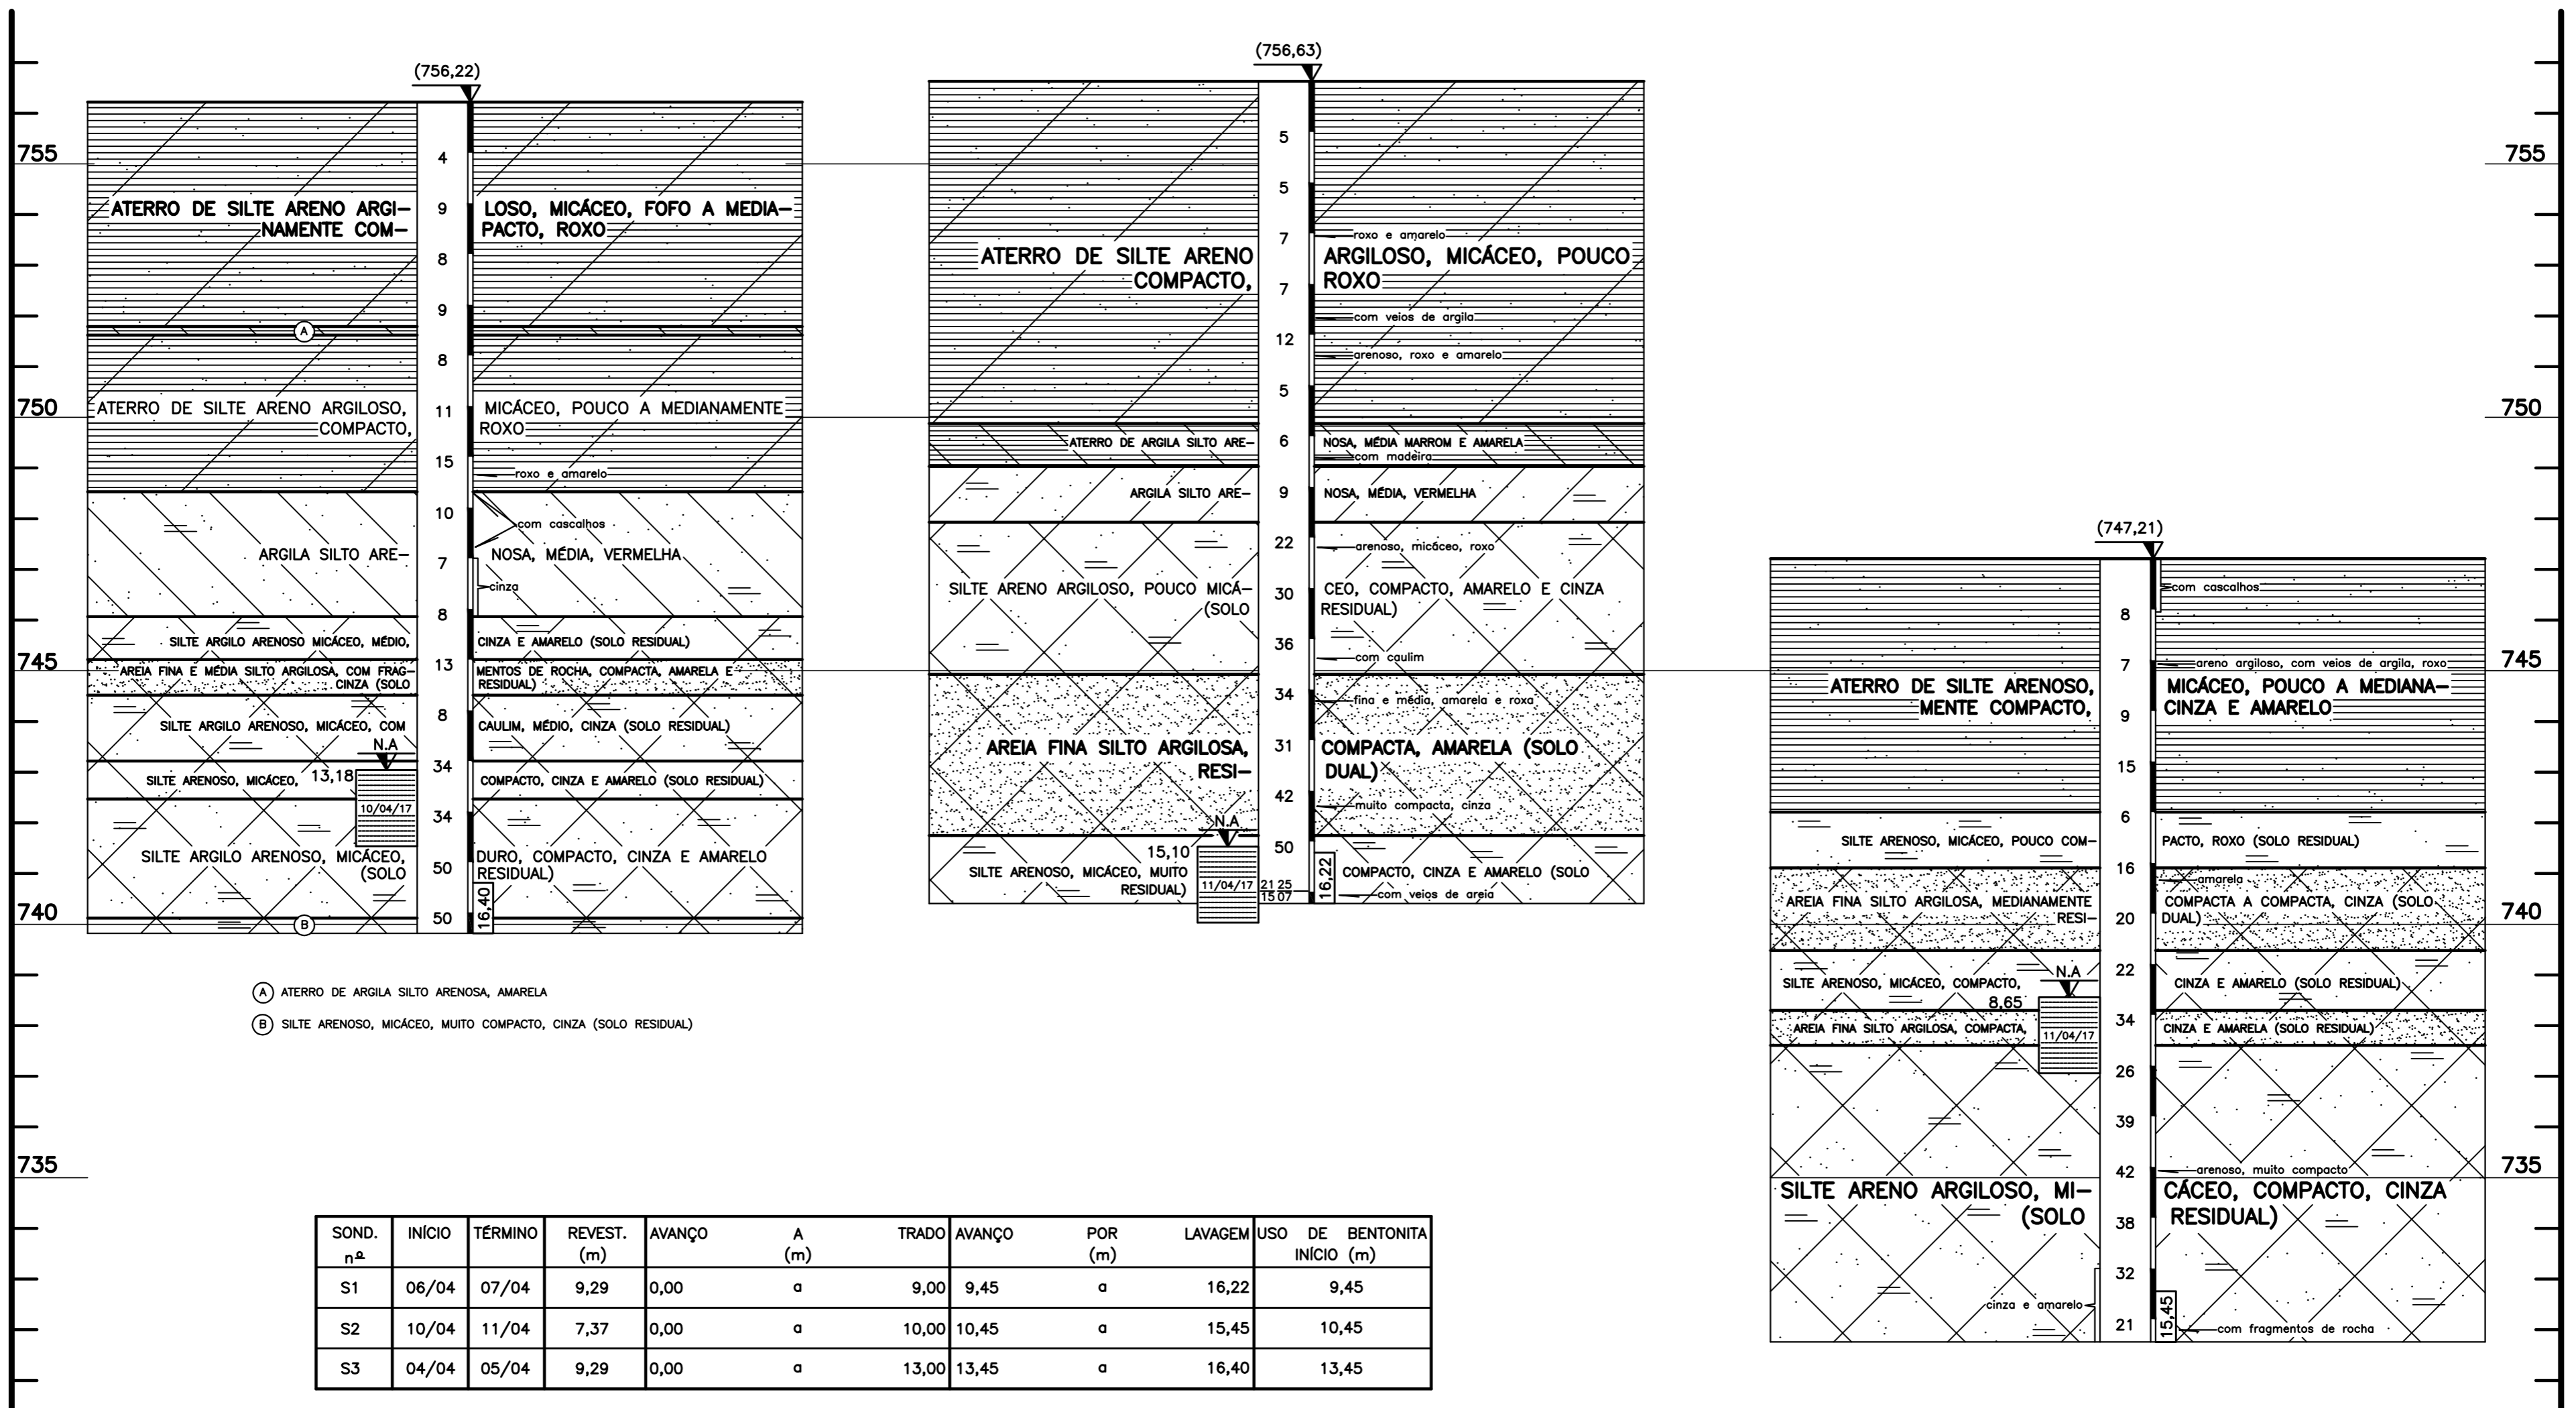 (756,22)
755
4
ATERRO DE SILTE ARENO ARGI– 9 LOSO, MICÁCEO, FOFO A MEDIA–
NAMENTE COM– PACTO, ROXO
8
9
A
8
750
ATERRO DE SILTE ARENO ARGILOSO, 11 MICÁCEO, POUCO A MEDIANAMENTE
COMPACTO, ROXO
15
roxo e amarelo
10
com cascalhos
ARGILA SILTO ARE– NOSA, MÉDIA, VERMELHA
7
cinza
8
SILTE ARGILO ARENOSO MICÁCEO, MÉDIO, CINZA E AMARELO (SOLO RESIDUAL)
745
13
AREIA FINA E MÉDIA SILTO ARGILOSA, COM FRAG– MENTOS DE ROCHA, COMPACTA, AMARELA E
CINZA (SOLO RESIDUAL)
8
SILTE ARGILO ARENOSO, MICÁCEO, COM CAULIM, MÉDIO, CINZA (SOLO RESIDUAL)
N.A
34
13,18
SILTE ARENOSO, MICÁCEO, COMPACTO, CINZA E AMARELO (SOLO RESIDUAL)
10/04/17
34
SILTE ARGILO ARENOSO, MICÁCEO, DURO, COMPACTO, CINZA E AMARELO
(SOLO 50 RESIDUAL)
16,40
740
50
B
A ATERRO DE ARGILA SILTO ARENOSA, AMARELA
B SILTE ARENOSO, MICÁCEO, MUITO COMPACTO, CINZA (SOLO RESIDUAL)
735
(756,63)
5
5
7
roxo e amarelo
ATERRO DE SILTE ARENO ARGILOSO, MICÁCEO, POUCO
COMPACTO, ROXO
7
com veios de argila
12
arenoso, roxo e amarelo
5
ATERRO DE ARGILA SILTO ARE– 6 NOSA, MÉDIA MARROM E AMARELA
com madeira
ARGILA SILTO ARE– 9 NOSA, MÉDIA, VERMELHA
22
arenoso, micáceo, roxo
SILTE ARENO ARGILOSO, POUCO MICÁ– 30 CEO, COMPACTO, AMARELO E CINZA
(SOLO RESIDUAL)
36
com caulim
34
fina e média, amarela e roxa
AREIA FINA SILTO ARGILOSA, 31 COMPACTA, AMARELA (SOLO
RESI– DUAL)
42
muito compacta, cinza
N.A
50
15,10
SILTE ARENOSO, MICÁCEO, MUITO COMPACTO, CINZA E AMARELO (SOLO
RESIDUAL)
11/04/17
21 25
15 07
16,22
com veios de areia
755
750
(747,21)
com cascalhos
8
7
areno argiloso, com veios de argila, roxo
745
ATERRO DE SILTE ARENOSO, MICÁCEO, POUCO A MEDIANA–
MENTE COMPACTO, 9 CINZA E AMARELO
15
6
SILTE ARENOSO, MICÁCEO, POUCO COM– PACTO, ROXO (SOLO RESIDUAL)
16
amarela
AREIA FINA SILTO ARGILOSA, MEDIANAMENTE COMPACTA A COMPACTA, CINZA (SOLO
RESI– 20 DUAL)
740
22
N.A
SILTE ARENOSO, MICÁCEO, COMPACTO, CINZA E AMARELO (SOLO RESIDUAL)
8,65
34
AREIA FINA SILTO ARGILOSA, COMPACTA, CINZA E AMARELA (SOLO RESIDUAL)
11/04/17
26
39
42
arenoso, muito compacto
735
SILTE ARENO ARGILOSO, MI– CÁCEO, COMPACTO, CINZA
(SOLO 38 RESIDUAL)
32
cinza e amarelo
15,45
21
com fragmentos de rocha
SOND. nº INÍCIO TÉRMINO REVEST. (m) AVANÇO A TRADO (m) AVANÇO POR LAVAGEM (m) USO DE BENTONITA INÍCIO (m)
S1 06/04 07/04 9,29 0,00 a 9,00 9,45 a 16,22 9,45
S2 10/04 11/04 7,37 0,00 a 10,00 10,45 a 15,45 10,45
S3 04/04 05/04 9,29 0,00 a 13,00 13,45 a 16,40 13,45